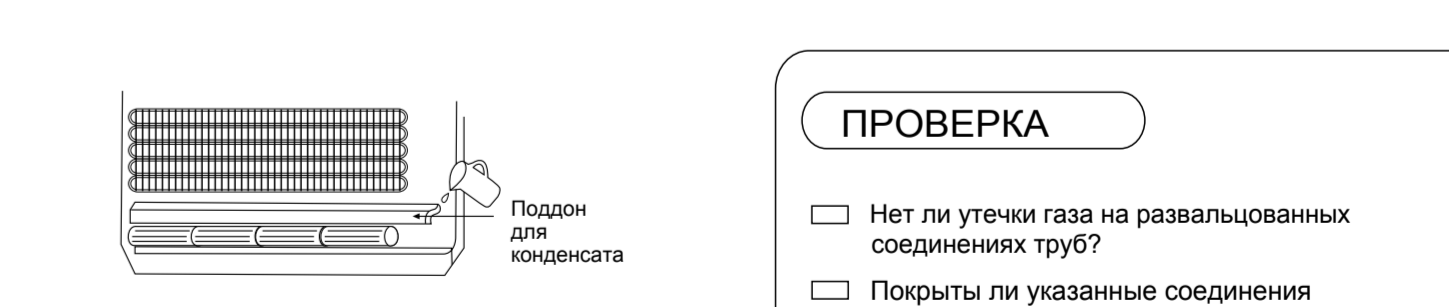 Поддон
для
конденсата
ПРОВЕРКА
Нет ли утечки газа на развальцованных
соединениях труб?
Покрыты ли указанные соединения